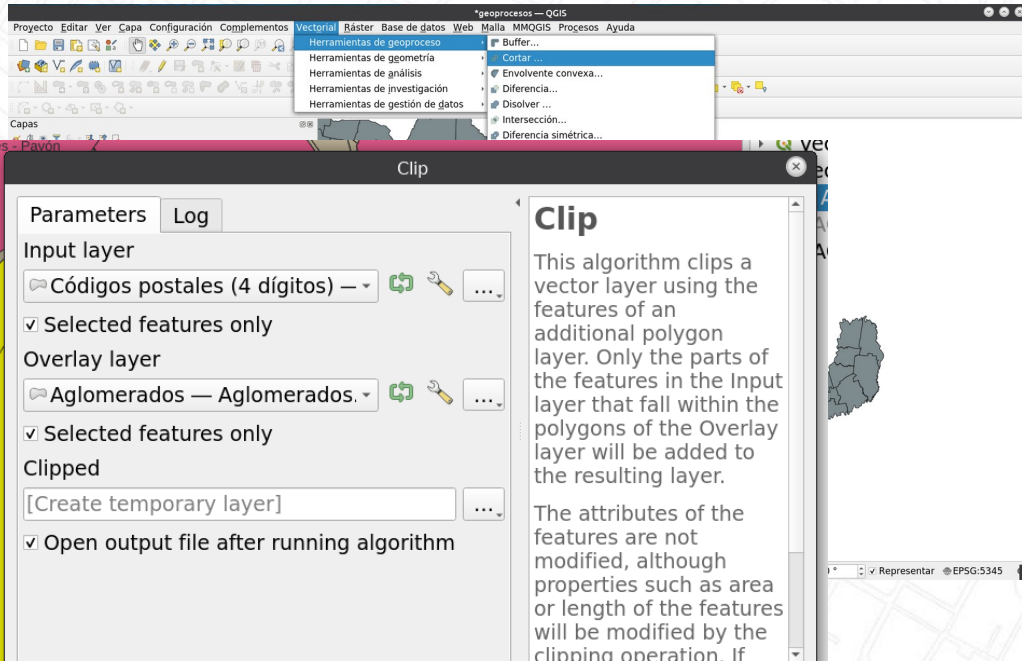 *geoprocesos — QGIS
Proyecto Editar Ver Capa Configuración Complementos Vectorial Ráster Base de datos Web Malla MMQGIS Procesos Ayuda
Herramientas de geoproceso
Herramientas de geometría
Herramientas de análisis
Herramientas de investigación
Herramientas de gestión de datos
Buffer...
Cortar ...
Envolvente convexa...
Diferencia...
Disolver ...
Intersección...
Diferencia simétrica...
Capas
s - Pavón
Clip
Parameters
Log
Input layer
Códigos postales (4 dígitos) —
...
Selected features only
Overlay layer
Aglomerados — Aglomerados.
...
Selected features only
Clipped
[Create temporary layer]
...
Open output file after running algorithm
Clip
This algorithm clips a
vector layer using the
features of an
additional polygon
layer. Only the parts of
the features in the Input
layer that fall within the
polygons of the Overlay
layer will be added to
the resulting layer.
The attributes of the
features are not
modified, although
properties such as area
or length of the features
will be modified by the
clipping operation. If
Representar
EPSG:5345